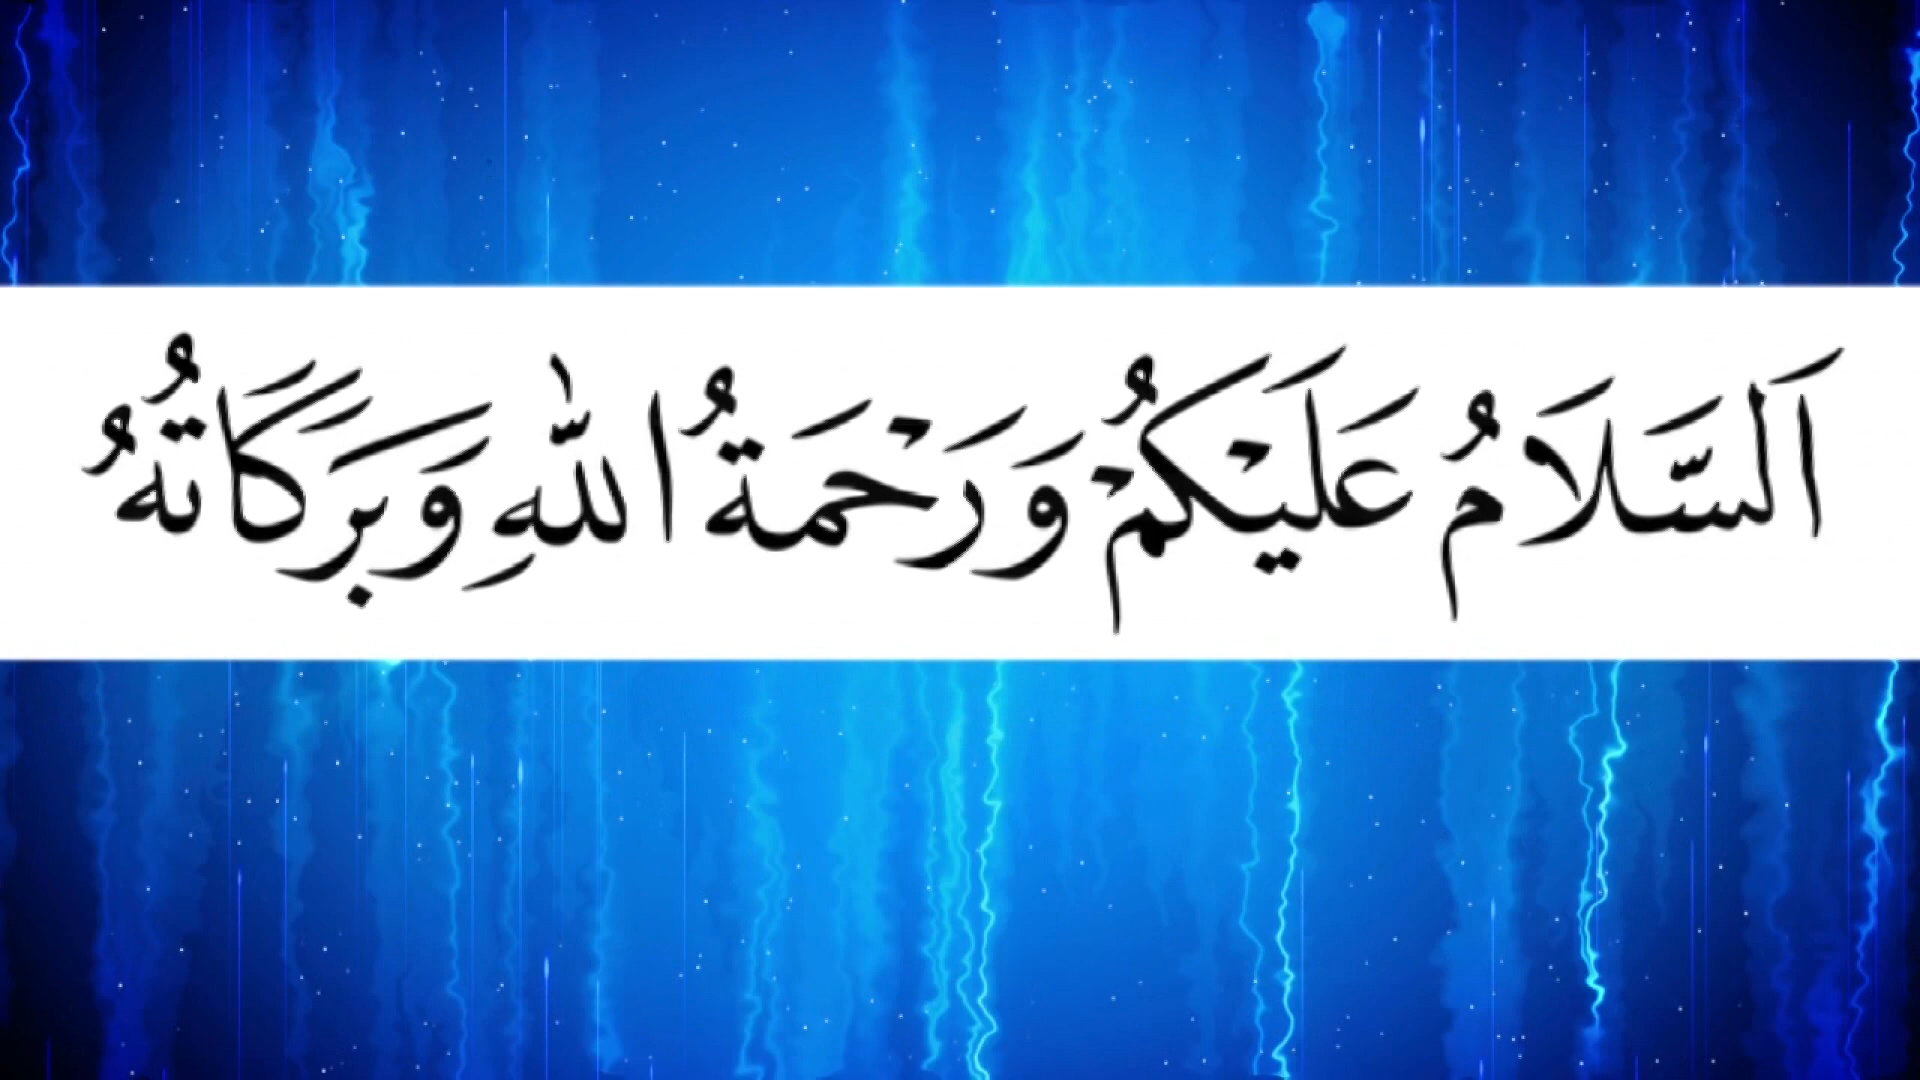 اَلسَّلَامُ عَلَيْكُمْ وَرَحْمَةُ اللّٰهِ وَبَرَكَاتُهُ